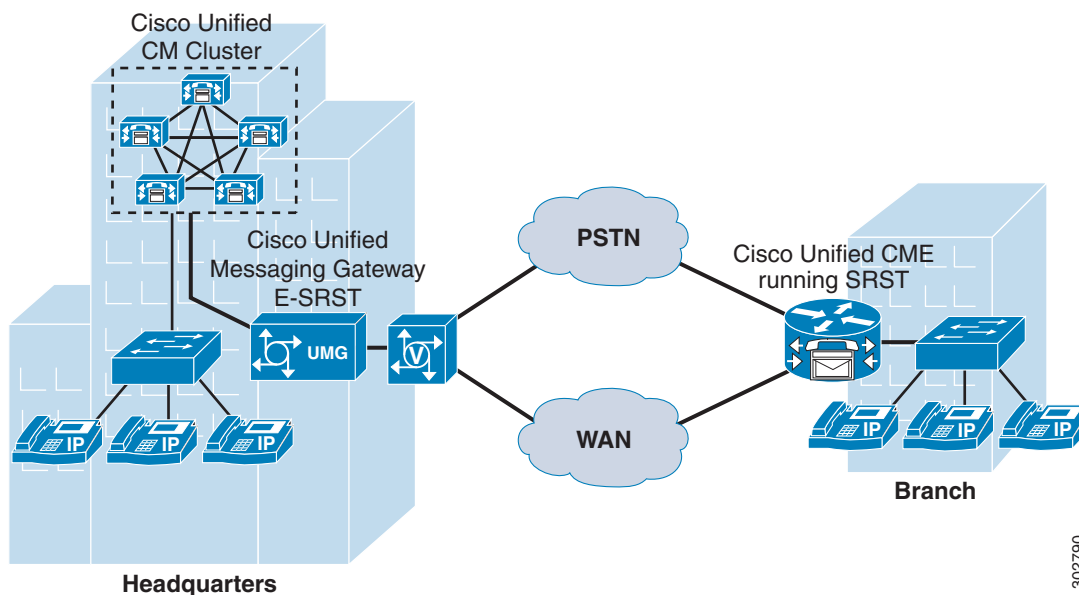 Cisco Unified
CM Cluster
Cisco Unified
Messaging Gateway
E-SRST
UMG
V
PSTN
WAN
Cisco Unified CME
running SRST
IP
IP
IP
IP
IP
IP
Branch
Headquarters
302790